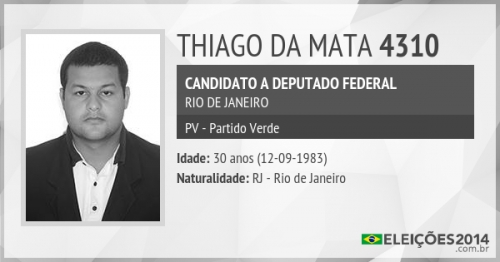 THIAGO DA MATA 4310
CANDIDATO A DEPUTADO FEDERAL
RIO DE JANEIRO
PV - Partido Verde
Idade: 30 anos (12-09-1983)
Naturalidade: RJ - Rio de Janeiro
ELEIÇÕES2014
.com.br